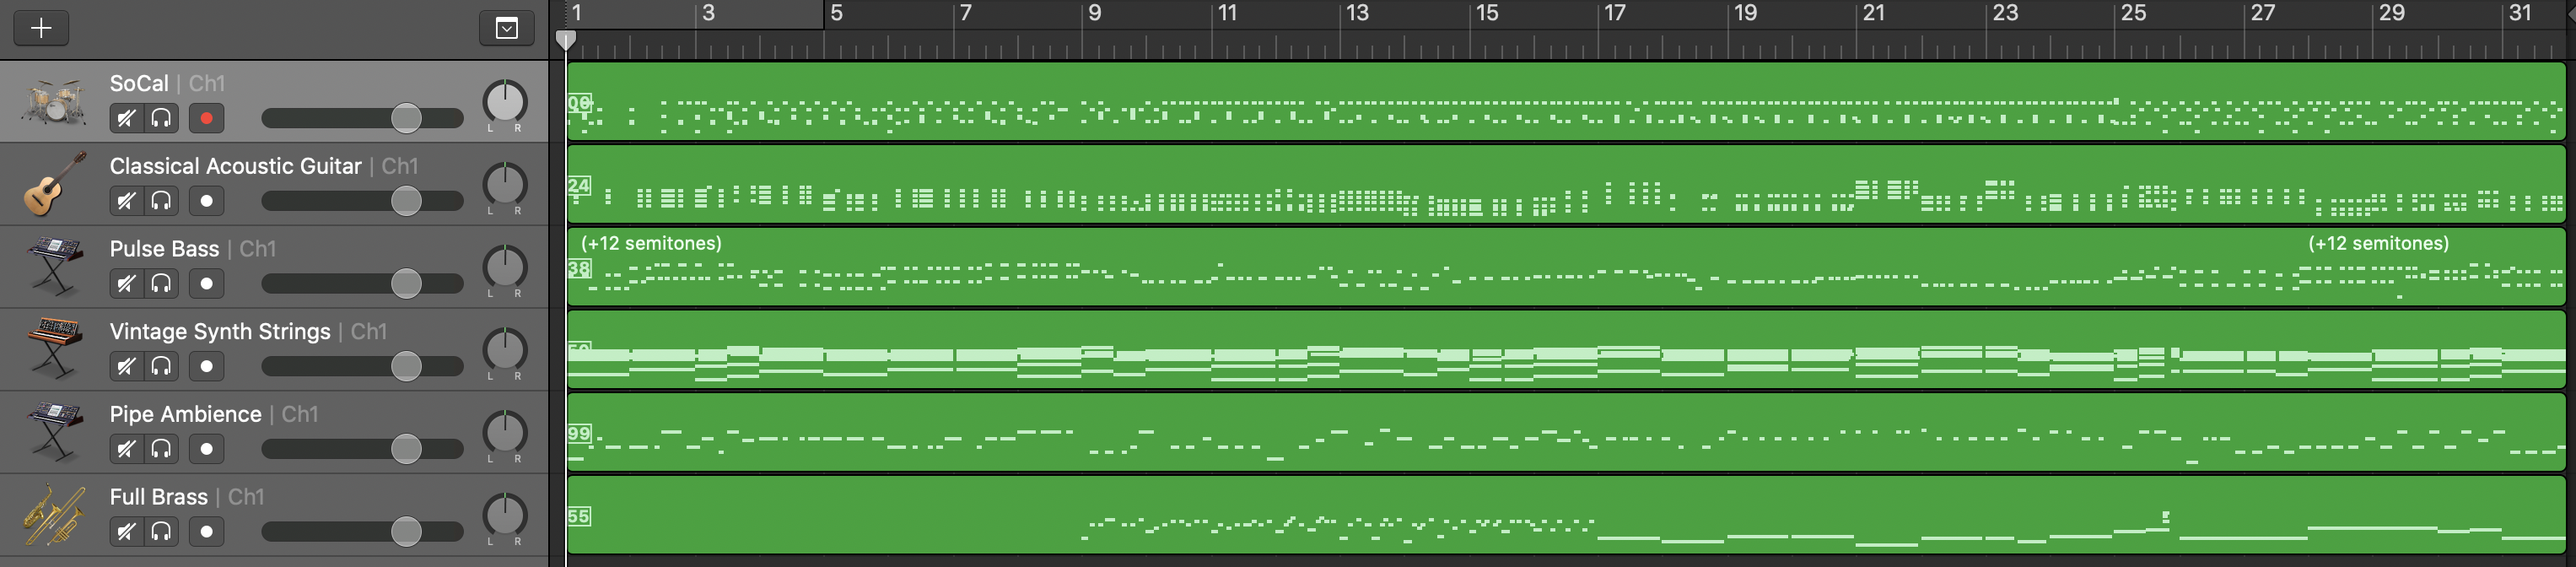 1 3 5 7 9 11 13 15 17 19 21 23 25 27 29 31
SoCal | Ch1
L R
00
Classical Acoustic Guitar | Ch1
L R
24
Pulse Bass | Ch1
L R
(+12 semitones) (+12 semitones)
38
Vintage Synth Strings | Ch1
L R
Pipe Ambience | Ch1
L R
99
Full Brass | Ch1
L R
55